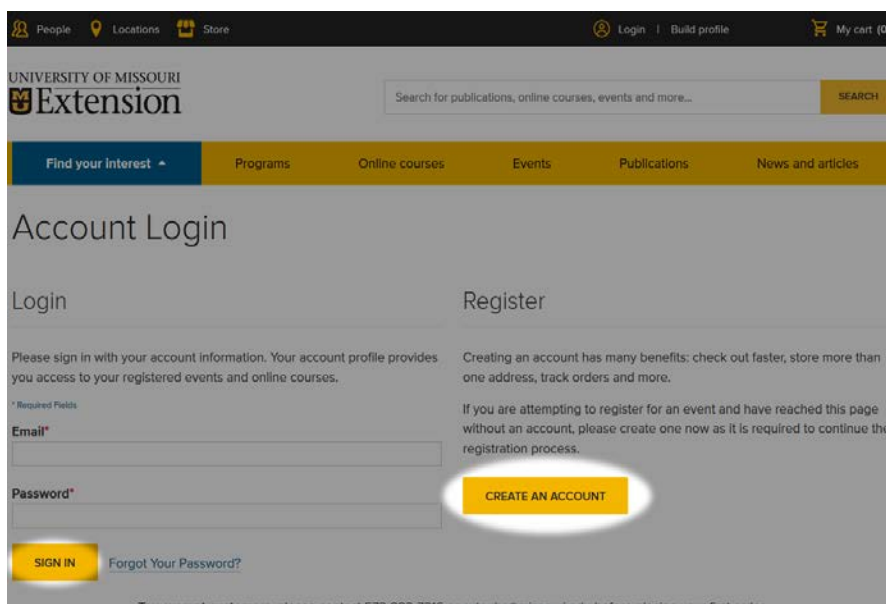 People Locations Store Login | Build profile My cart (0
UNIVERSITY OF MISSOURI
Extension
Search for publications, online courses, events and more... SEARCH
Find your interest Programs Online courses Events Publications News and articles
Account Login
Login
Please sign in with your account information. Your account profile provides
you access to your registered events and online courses.
* Required Fields
Email*
Password*
SIGN IN Forgot Your Password?
Register
Creating an account has many benefits: check out faster, store more than
one address, track orders and more.
If you are attempting to register for an event and have reached this page
without an account, please create one now as it is required to continue the
registration process.
CREATE AN ACCOUNT